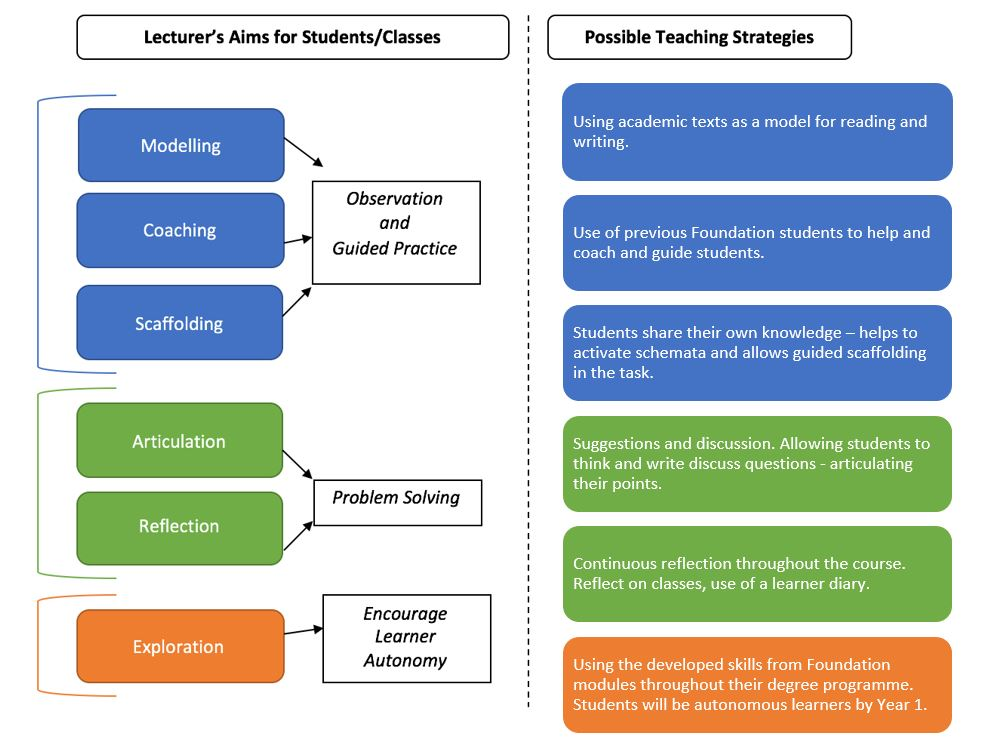 Lecturer's Aims for Students/Classes
Possible Teaching Strategies
Modelling
Coaching
Scaffolding
Observation
and
Guided Practice
Articulation
Reflection
Problem Solving
Exploration
Encourage
Learner
Autonomy
Using academic texts as a model for reading and
writing.
Use of previous Foundation students to help and
coach and guide students.
Students share their own knowledge – helps to
activate schemata and allows guided scaffolding
in the task.
Suggestions and discussion. Allowing students to
think and write discuss questions - articulating
their points.
Continuous reflection throughout the course.
Reflect on classes, use of a learner diary.
Using the developed skills from Foundation
modules throughout their degree programme.
Students will be autonomous learners by Year 1.